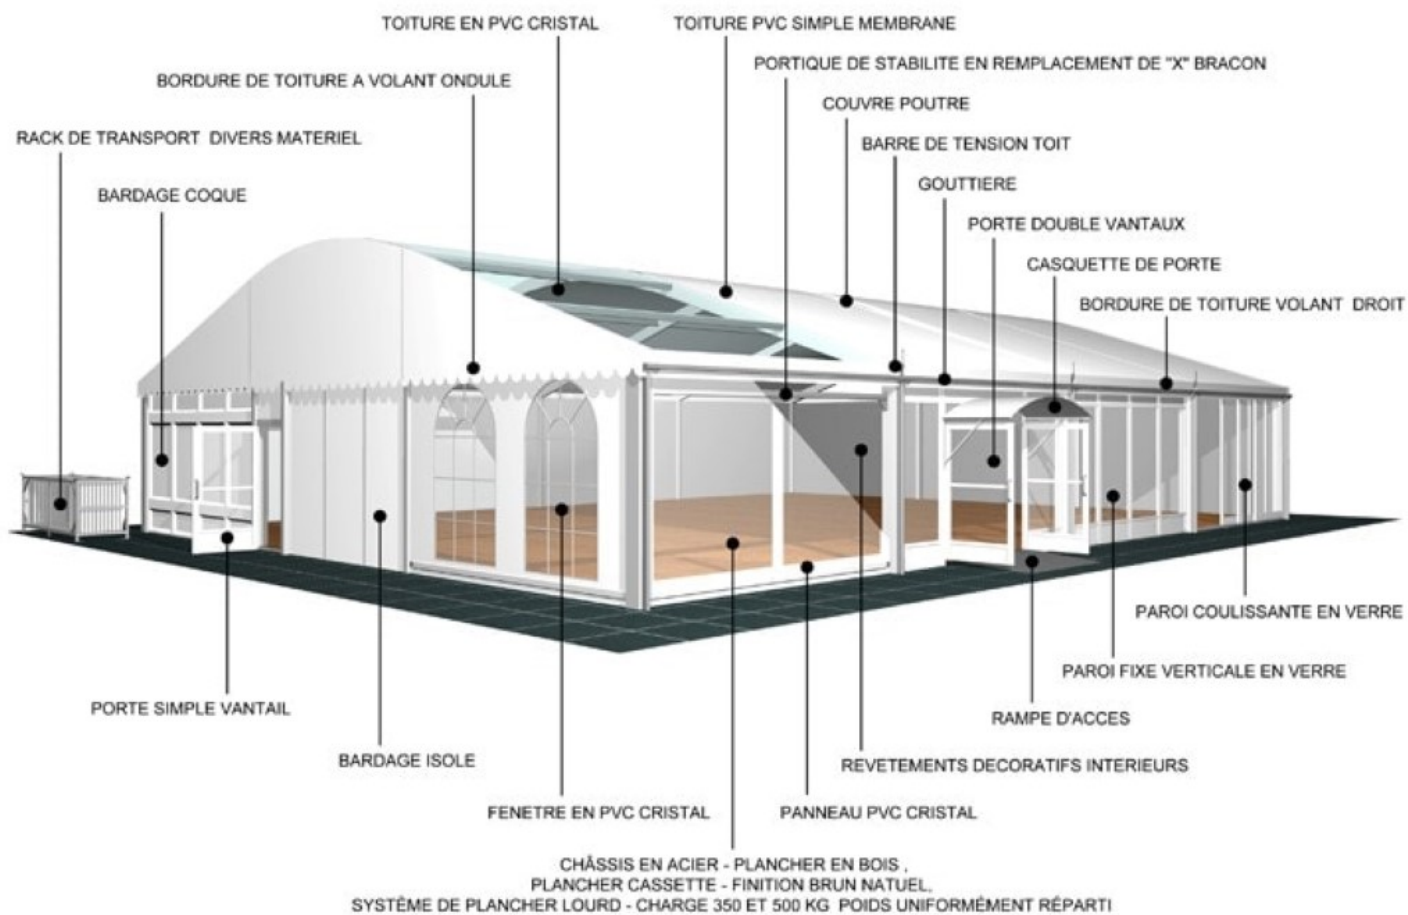 TOITURE EN PVC CRISTAL
TOITURE PVC SIMPLE MEMBRANE
PORTIQUE DE STABILITE EN REMPLACEMENT DE "X" BRACON
BORDURE DE TOITURE A VOLANT ONDULE
COUVRE POUTRE
RACK DE TRANSPORT DIVERS MATERIEL
BARRE DE TENSION TOIT
GOUTTIERE
BARDAGE COQUE
PORTE DOUBLE VANTAUX
CASQUETTE DE PORTE
BORDURE DE TOITURE VOLANT DROIT
PAROI COULISSANTE EN VERRE
PAROI FIXE VERTICALE EN VERRE
PORTE SIMPLE VANTAIL
RAMPE D'ACCES
BARDAGE ISOLE
REVETEMENTS DECORATIFS INTERIEURS
FENETRE EN PVC CRISTAL
PANNEAU PVC CRISTAL
CHÂSSIS EN ACIER - PLANCHER EN BOIS ,
PLANCHER CASSETTE - FINITION BRUN NATUEL,
SYSTÈME DE PLANCHER LOURD - CHARGE 350 ET 500 KG POIDS UNIFORMÉMENT RÉPARTI